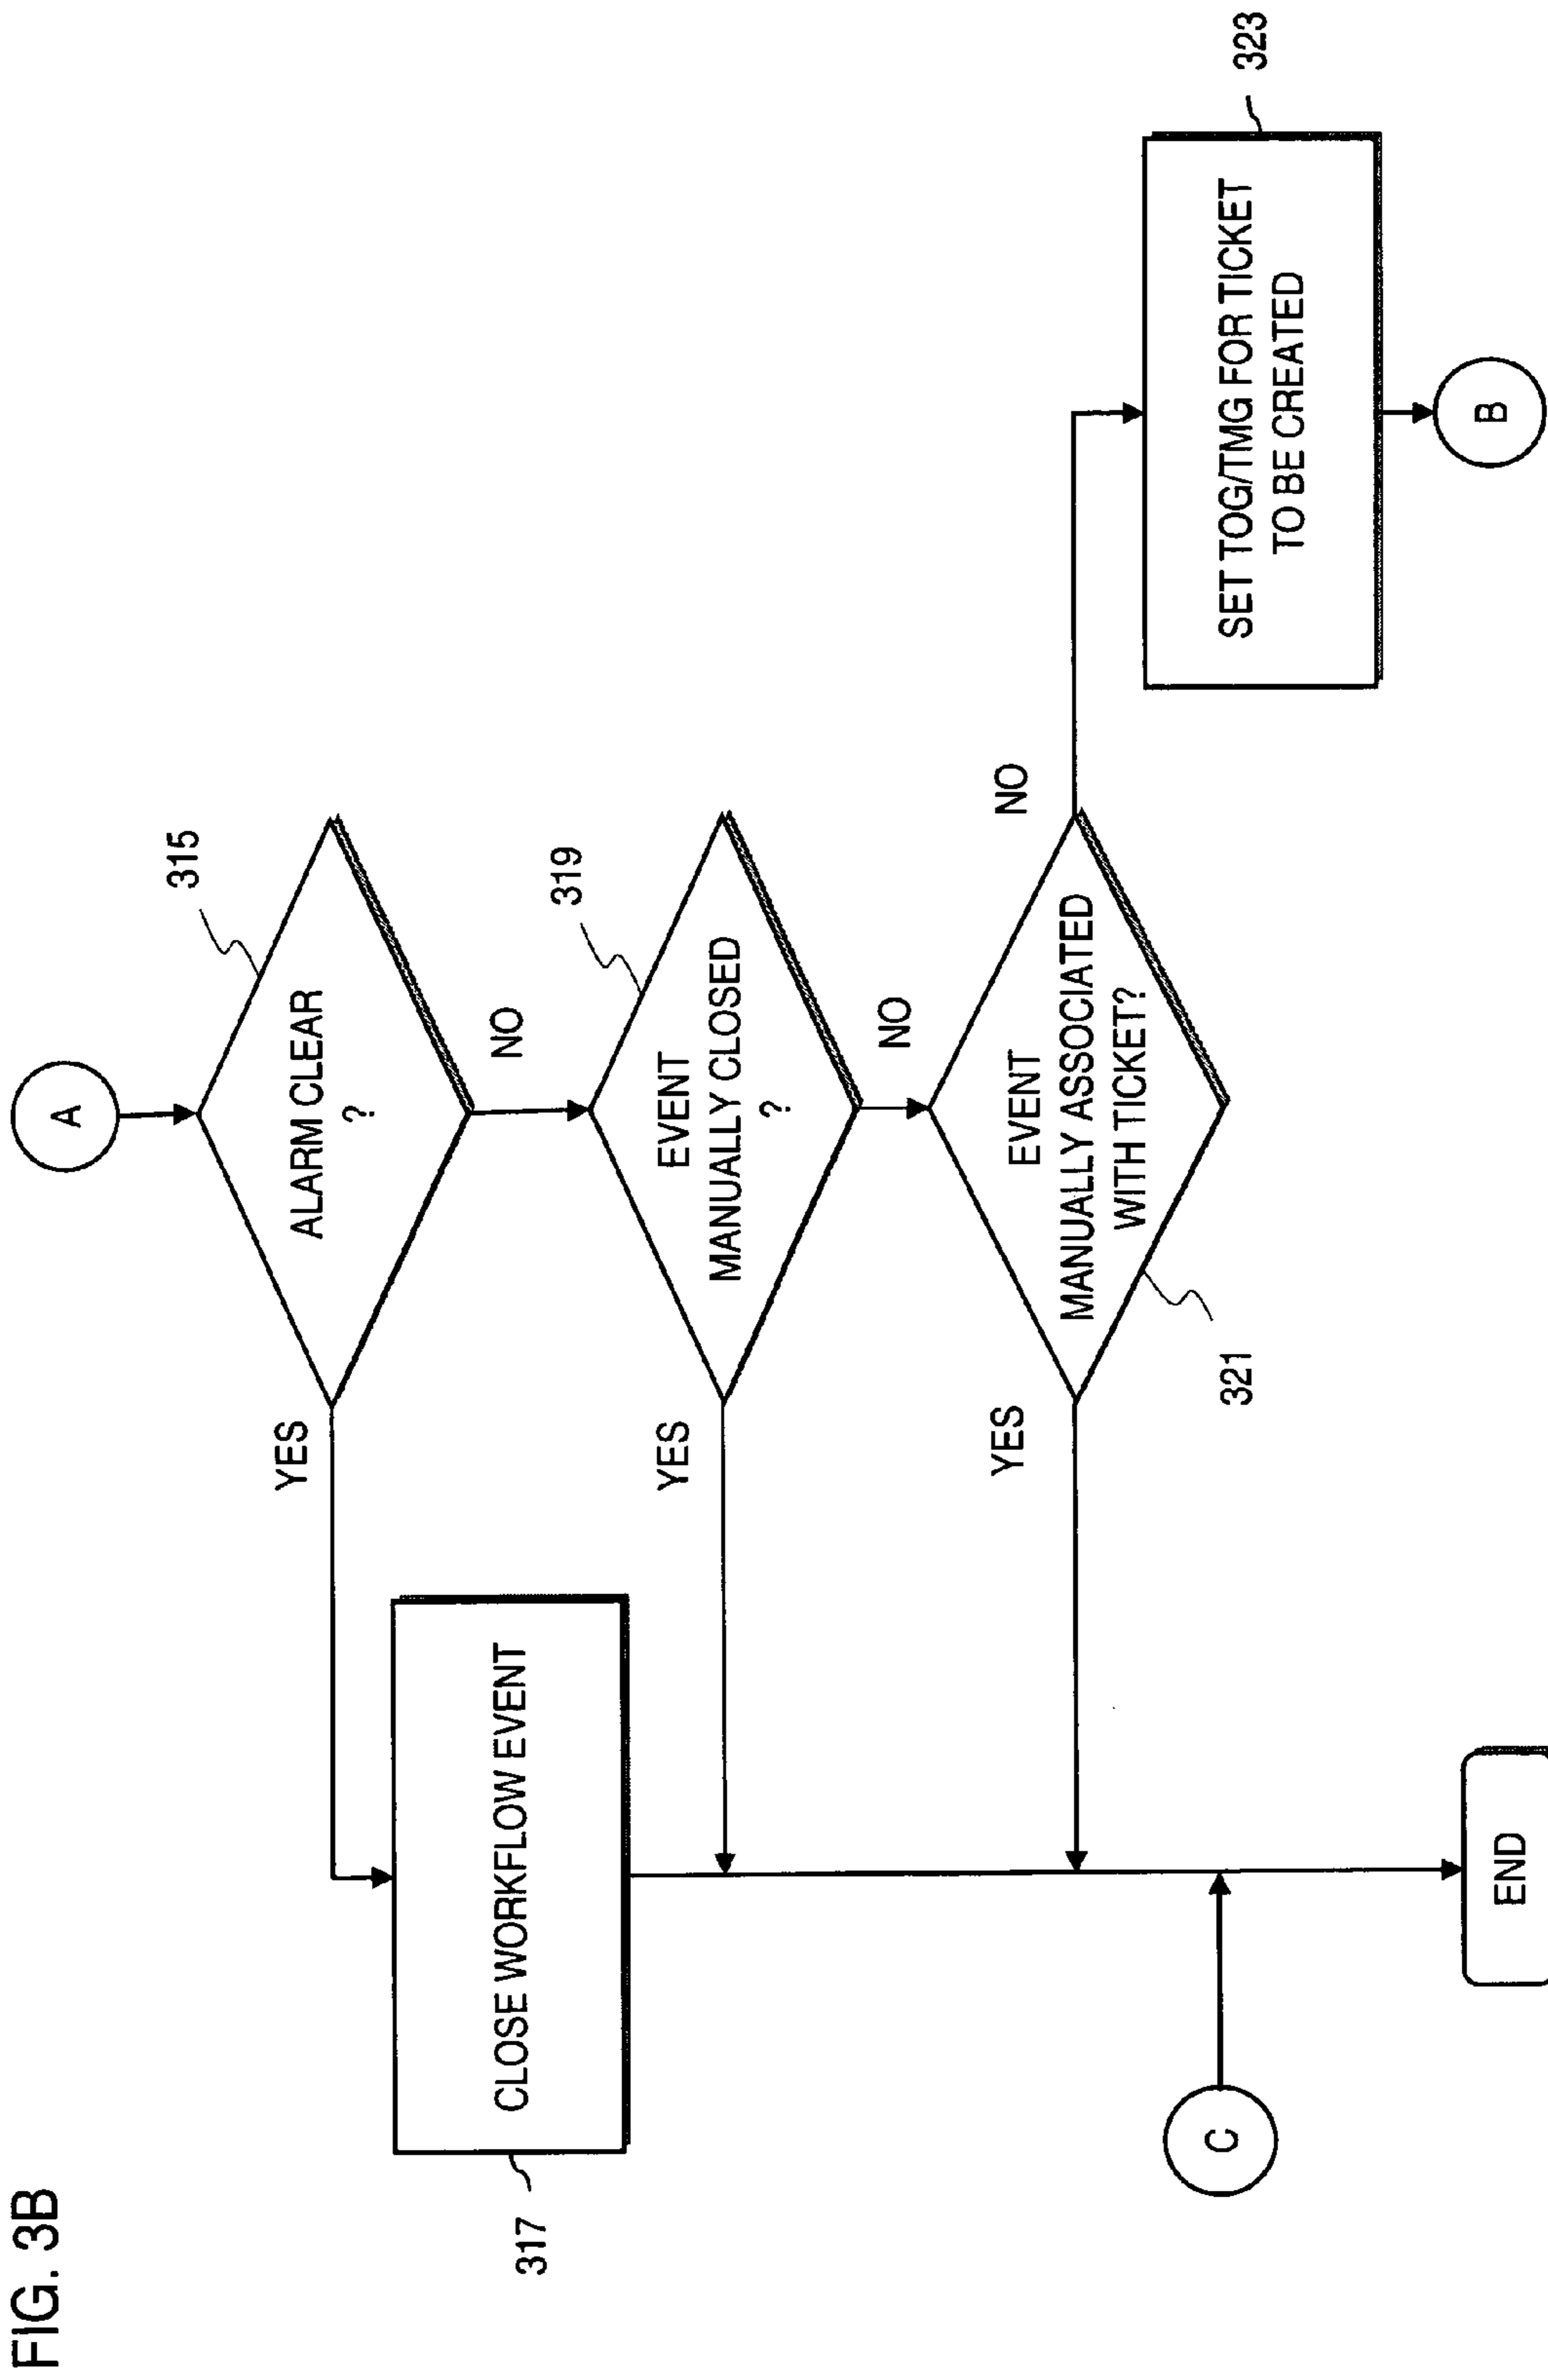 FIG. 3B
A
315
ALARM CLEAR
?
YES
NO
317
CLOSE WORKFLOW EVENT
319
EVENT
MANUALLY CLOSED
?
YES
NO
EVENT
MANUALLY ASSOCIATED
WITH TICKET?
YES
NO
321
323
SET TOG/TMG FOR TICKET
TO BE CREATED
C
END
B